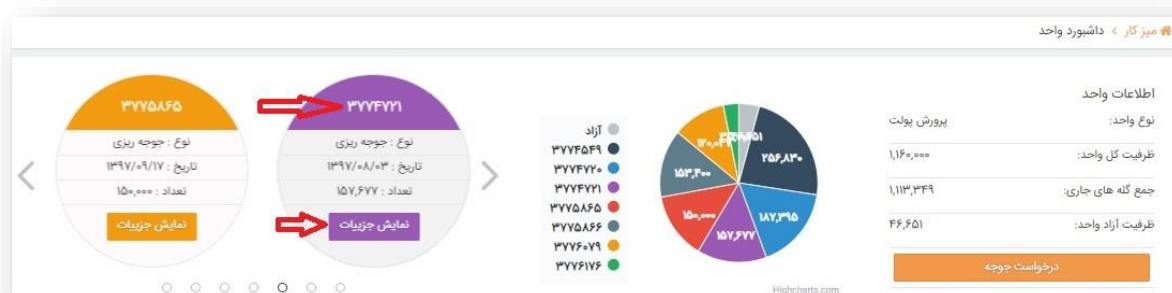 میز کار > داشبورد واحد
اطلاعات واحد
نوع واحد: پرورش پولت
ظرفیت کل واحد: ۱,۱۶۰,۰۰۰
جمع گله های جاری: ۱,۱۱۳,۳۴۹
ظرفیت آزاد واحد: ۴۶,۶۵۱
درخواست جوجه
۲۵۶,۸۳۰
۱۸۷,۳۹۵
۱۵۷,۶۷۷
۱۵۰,۰۰۰
۱۵۳,۴۰۰
Highcharts.com
آزاد
۳۷۷۴۵۴۹
۳۷۷۴۷۲۰
۳۷۷۴۷۲۱
۳۷۷۵۸۶۵
۳۷۷۵۸۶۶
۳۷۷۶۰۷۹
۳۷۷۶۱۷۶
۳۷۷۴۷۲۱
نوع : جوجه ریزی
تاریخ : ۱۳۹۷/۰۸/۰۳
تعداد : ۱۵۷,۶۷۷
نمایش جزییات
۳۷۷۵۸۶۵
نوع : جوجه ریزی
تاریخ : ۱۳۹۷/۰۹/۱۷
تعداد : ۱۵۰,۰۰۰
نمایش جزییات